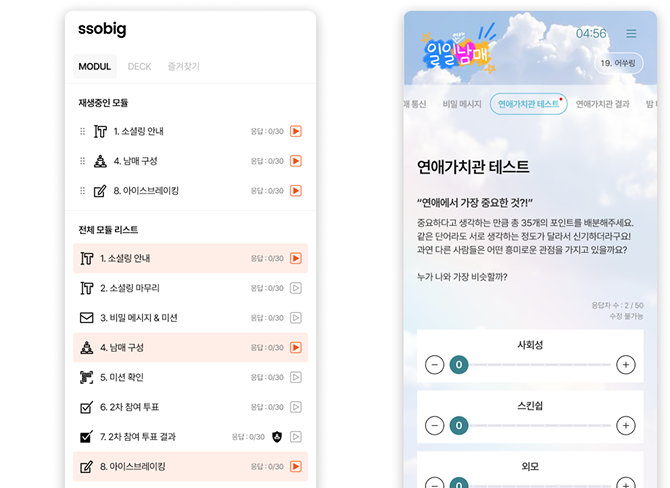 ssobig
MODUL
DECK
즐겨찾기
재생중인 모듈
1. 소셜링 안내
응답 : 0/30
4. 남매 구성
응답 : 0/30
8. 아이스브레이킹
응답 : 0/30
전체 모듈 리스트
1. 소셜링 안내
응답 : 0/30
2. 소셜링 마무리
응답 : 0/30
3. 비밀 메시지 & 미션
응답 : 0/30
4. 남매 구성
응답 : 0/30
5. 미션 확인
응답 : 0/30
6. 2차 참여 투표
응답 : 0/30
7. 2차 참여 투표 결과
응답 : 0/30
8. 아이스브레이킹
응답 : 0/30
일일남매
04:56
19. 어쑤링
매 통신
비밀 메시지
연애가치관 테스트
연애가치관 결과
연애가치관 테스트
“연애에서 가장 중요한 것?!”
중요하다고 생각하는 만큼 총 35개의 포인트를 배분해주세요.
같은 단어라도 서로 생각하는 정도가 달라서 신기하더라구요!
과연 다른 사람들은 어떤 흥미로운 관점을 가지고 있을까요?
누가 나와 가장 비슷할까?
응답자 수 : 2 / 50
수정 불가능
사회성
0
스킨쉽
0
외모
0